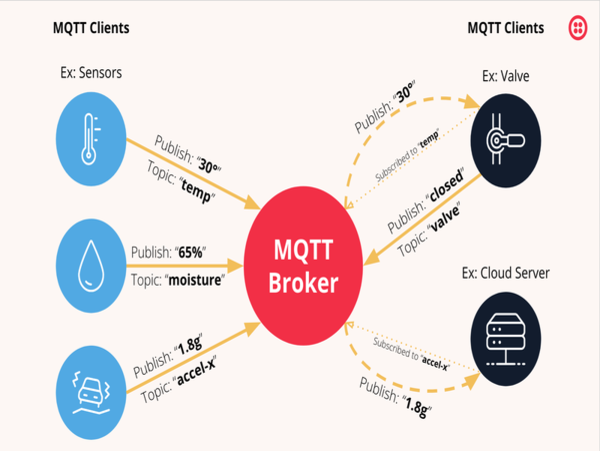 MQTT Clients
MQTT Clients
Ex: Sensors
Ex: Valve
Publish: “30°”
Topic: “temp”
Publish: “30°”
Subscribed to “temp”
Publish: “closed”
Topic: “valve”
Publish: “65%”
Topic: “moisture”
MQTT
Broker
Ex: Cloud Server
Publish: “1.8g”
Topic: “accel-x”
Subscribed to “accel-x”
Publish: “1.8g”